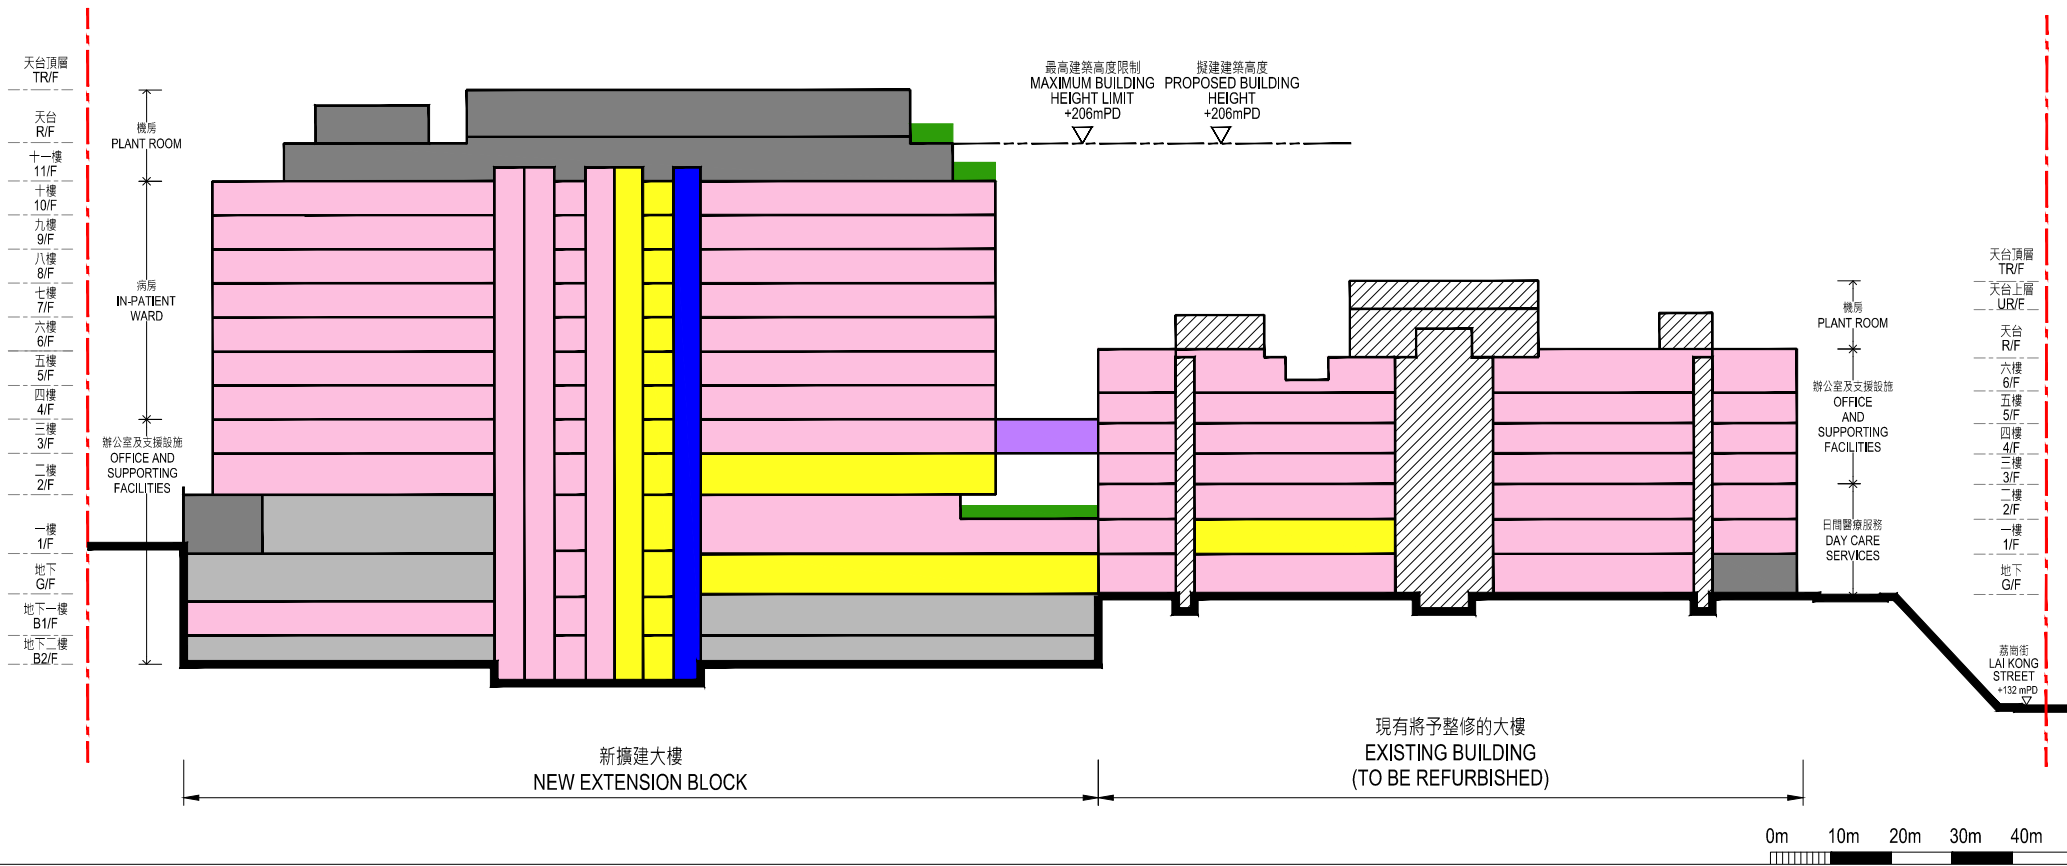 天台頂層
TR/F
天台
R/F
十一樓
11/F
十樓
10/F
九樓
9/F
八樓
8/F
七樓
7/F
六樓
6/F
五樓
5/F
四樓
4/F
三樓
3/F
二樓
2/F
一樓
1/F
地下
G/F
地下一樓
B1/F
地下二樓
B2/F
機房
PLANT ROOM
病房
IN-PATIENT
WARD
辦公室及支援設施
OFFICE AND
SUPPORTING
FACILITIES
最高建築高度限制
MAXIMUM BUILDING
HEIGHT LIMIT
+206mPD
擬建建築高度
PROPOSED BUILDING
HEIGHT
+206mPD
機房
PLANT ROOM
辦公室及支援設施
OFFICE
AND
SUPPORTING
FACILITIES
日間醫療服務
DAY CARE
SERVICES
天台頂層
TR/F
天台上層
UR/F
天台
R/F
六樓
6/F
五樓
5/F
四樓
4/F
三樓
3/F
二樓
2/F
一樓
1/F
地下
G/F
荔崗街
LAI KONG
STREET
+132 mPD
新擴建大樓
NEW EXTENSION BLOCK
現有將予整修的大樓
EXISTING BUILDING
(TO BE REFURBISHED)
0m 10m 20m 30m 40m